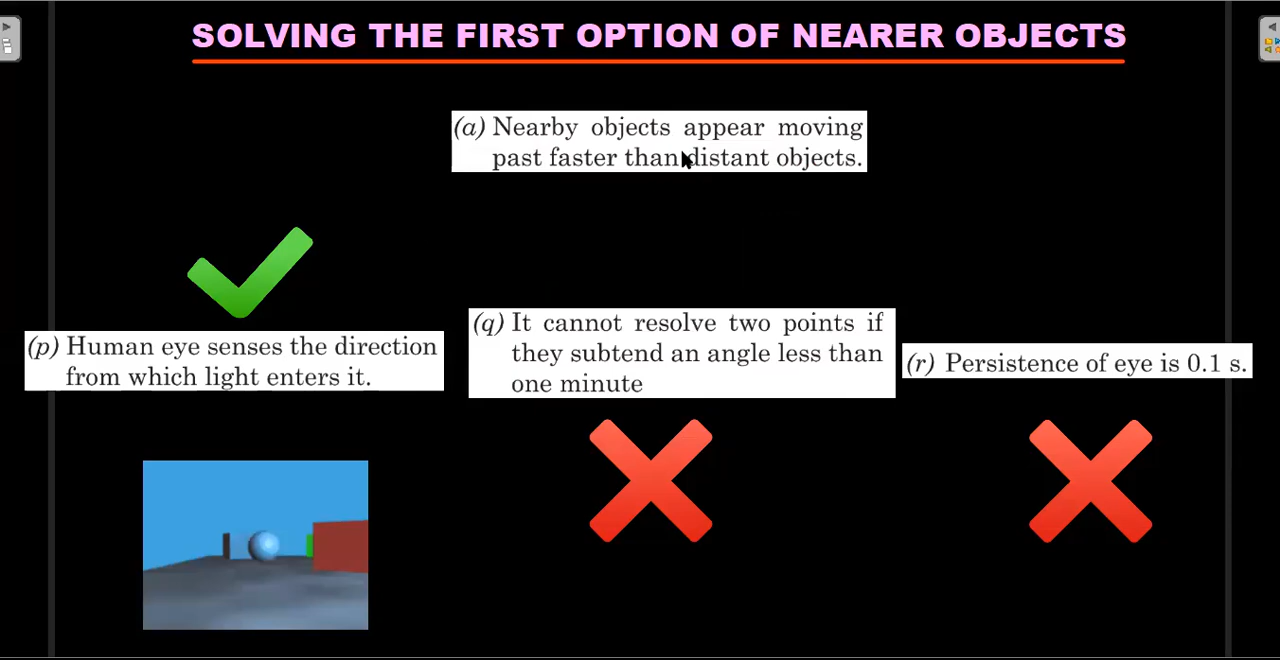 SOLVING THE FIRST OPTION OF NEARER OBJECTS
(a) Nearby objects appear moving
past faster than distant objects.
(p) Human eye senses the direction
from which light enters it.
(q) It cannot resolve two points if
they subtend an angle less than
one minute
(r) Persistence of eye is 0.1 s.